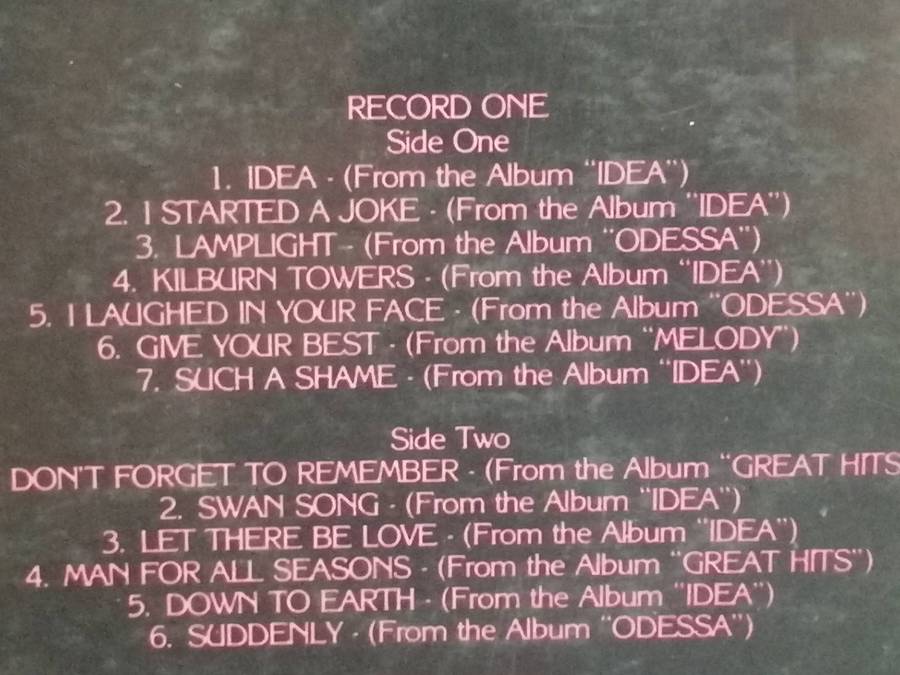 RECORD ONE
Side One
1. IDEA - (From the Album "IDEA")
2. I STARTED A JOKE - (From the Album "IDEA")
3. LAMPLIGHT - (From the Album "ODESSA")
4. KILBURN TOWERS - (From the Album "IDEA")
5. I LAUGHED IN YOUR FACE - (From the Album "ODESSA")
6. GIVE YOUR BEST - (From the Album "MELODY")
7. SUCH A SHAME - (From the Album "IDEA")
Side Two
DON'T FORGET TO REMEMBER - (From the Album "GREAT HITS
2. SWAN SONG - (From the Album "IDEA")
3. LET THERE BE LOVE - (From the Album "IDEA")
4. MAN FOR ALL SEASONS - (From the Album "GREAT HITS")
5. DOWN TO EARTH - (From the Album "IDEA")
6. SUDDENLY - (From the Album "ODESSA")